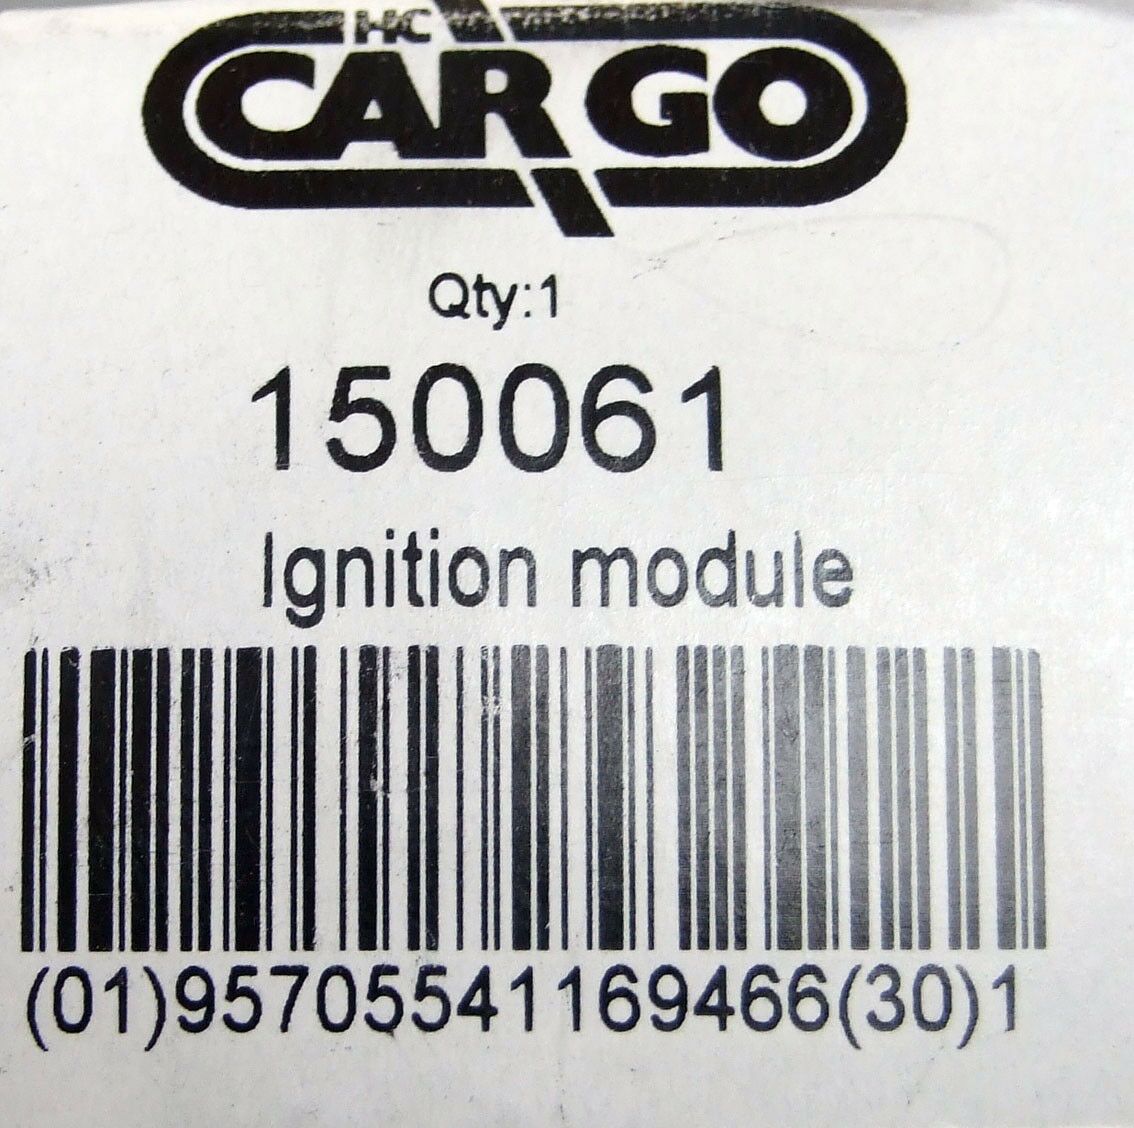 HC
CARGO
Qty:1
150061
Ignition module
(01)95705541169466(30)1